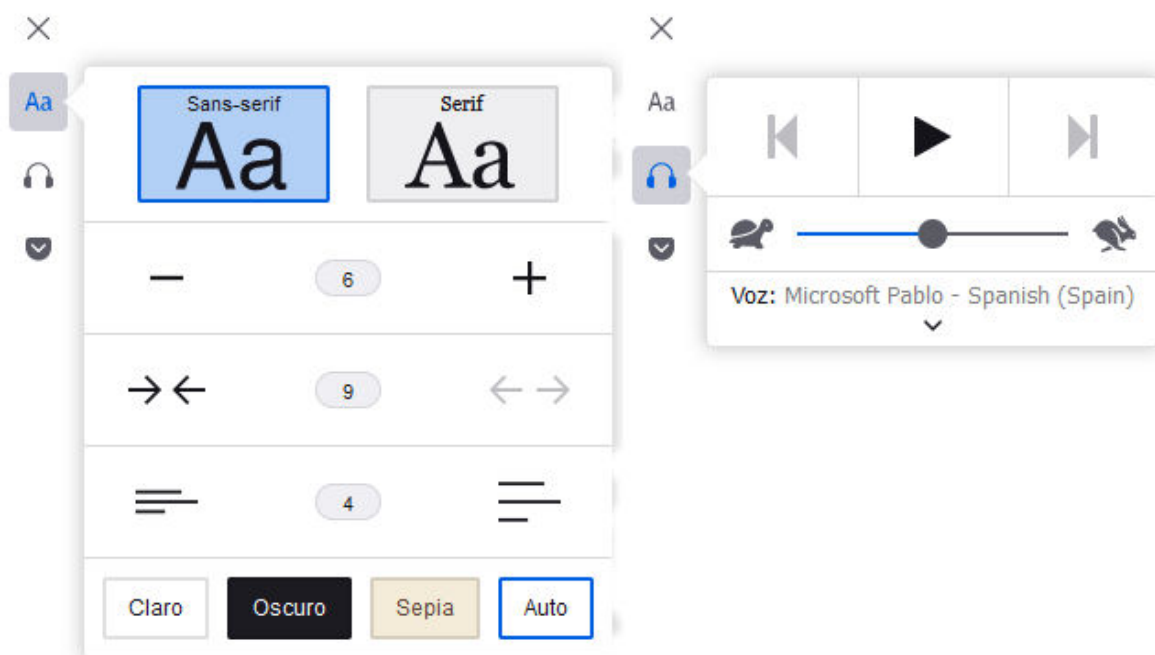 Aa
Sans-serif
Aa
Serif
Aa
6
9
4
Claro
Oscuro
Sepia
Auto
Aa
Voz: Microsoft Pablo - Spanish (Spain)